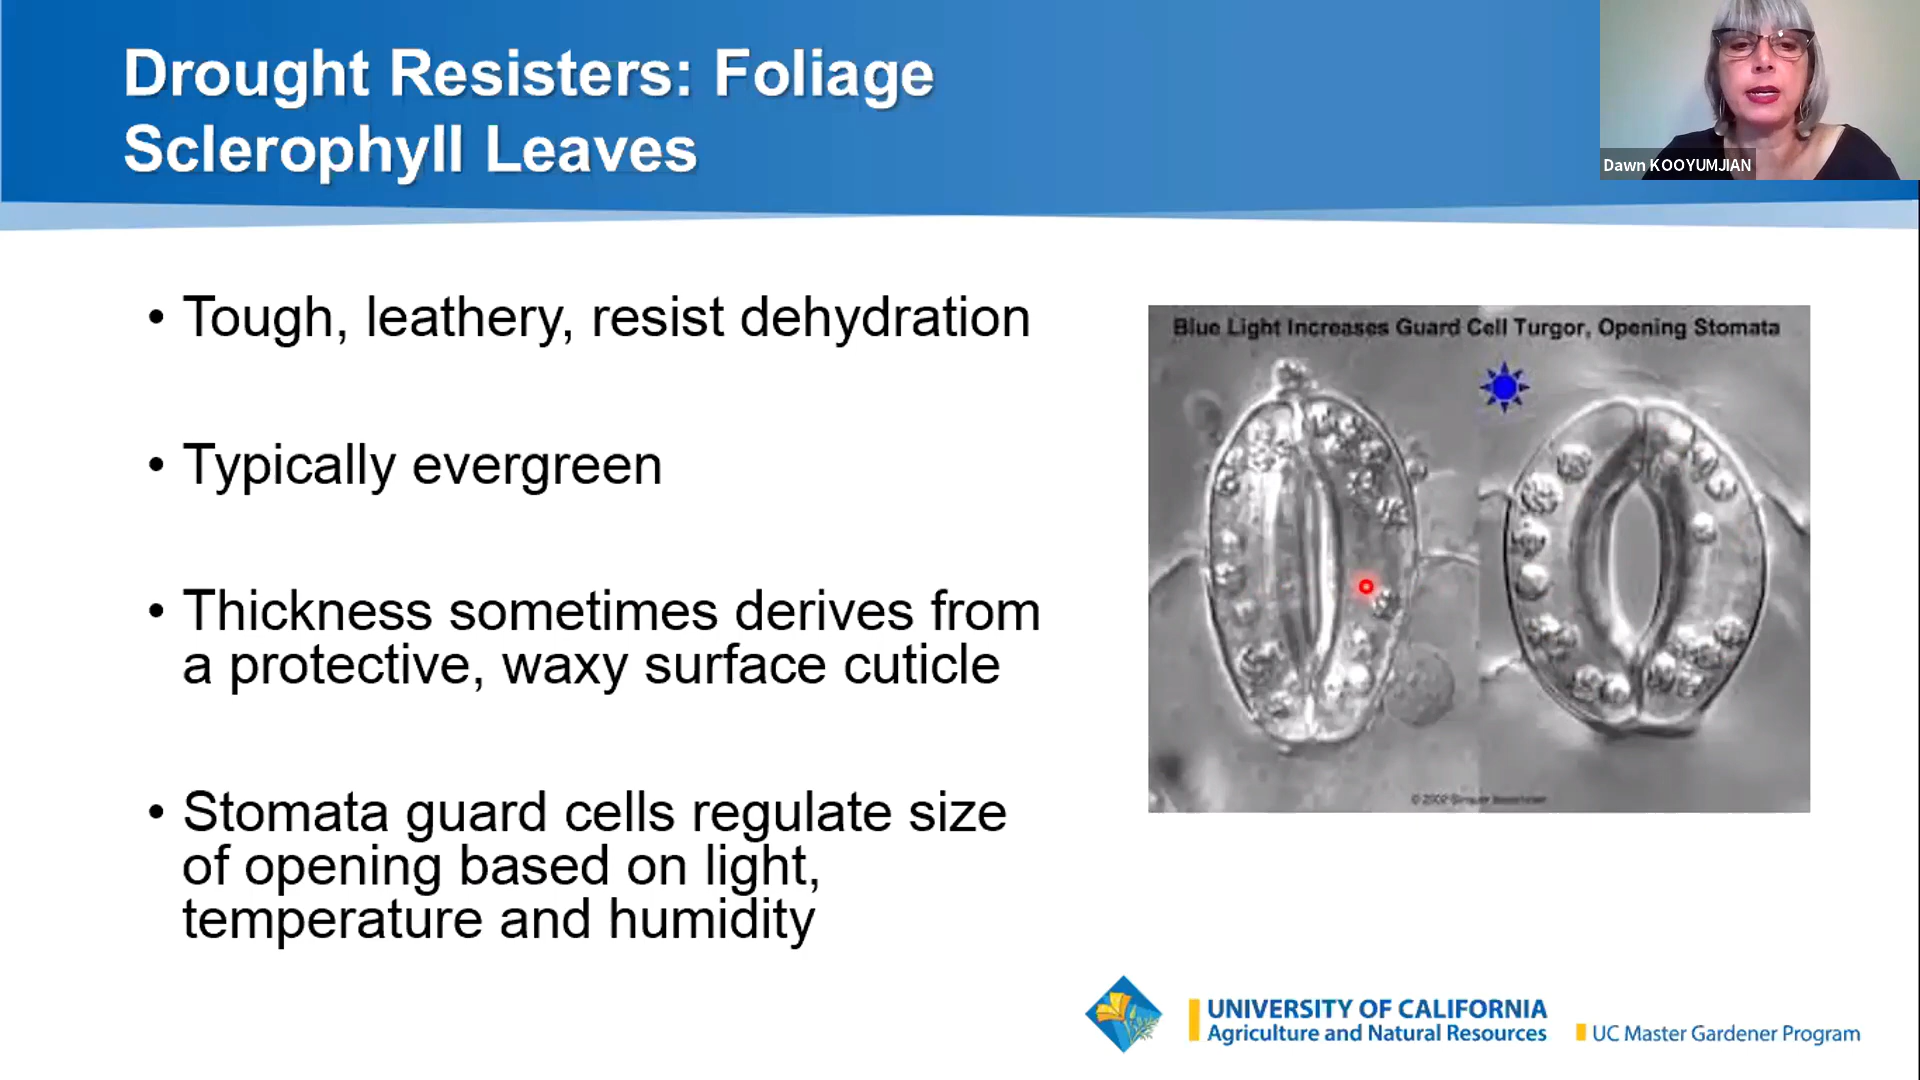 Drought Resisters: Foliage
Sclerophyll Leaves
Dawn KOOYUMJIAN
• Tough, leathery, resist dehydration
• Typically evergreen
• Thickness sometimes derives from
a protective, waxy surface cuticle
• Stomata guard cells regulate size
of opening based on light,
temperature and humidity
Blue Light Increases Guard Cell Turgor, Opening Stomata
© 2002
UNIVERSITY OF CALIFORNIA
Agriculture and Natural Resources
UC Master Gardener Program